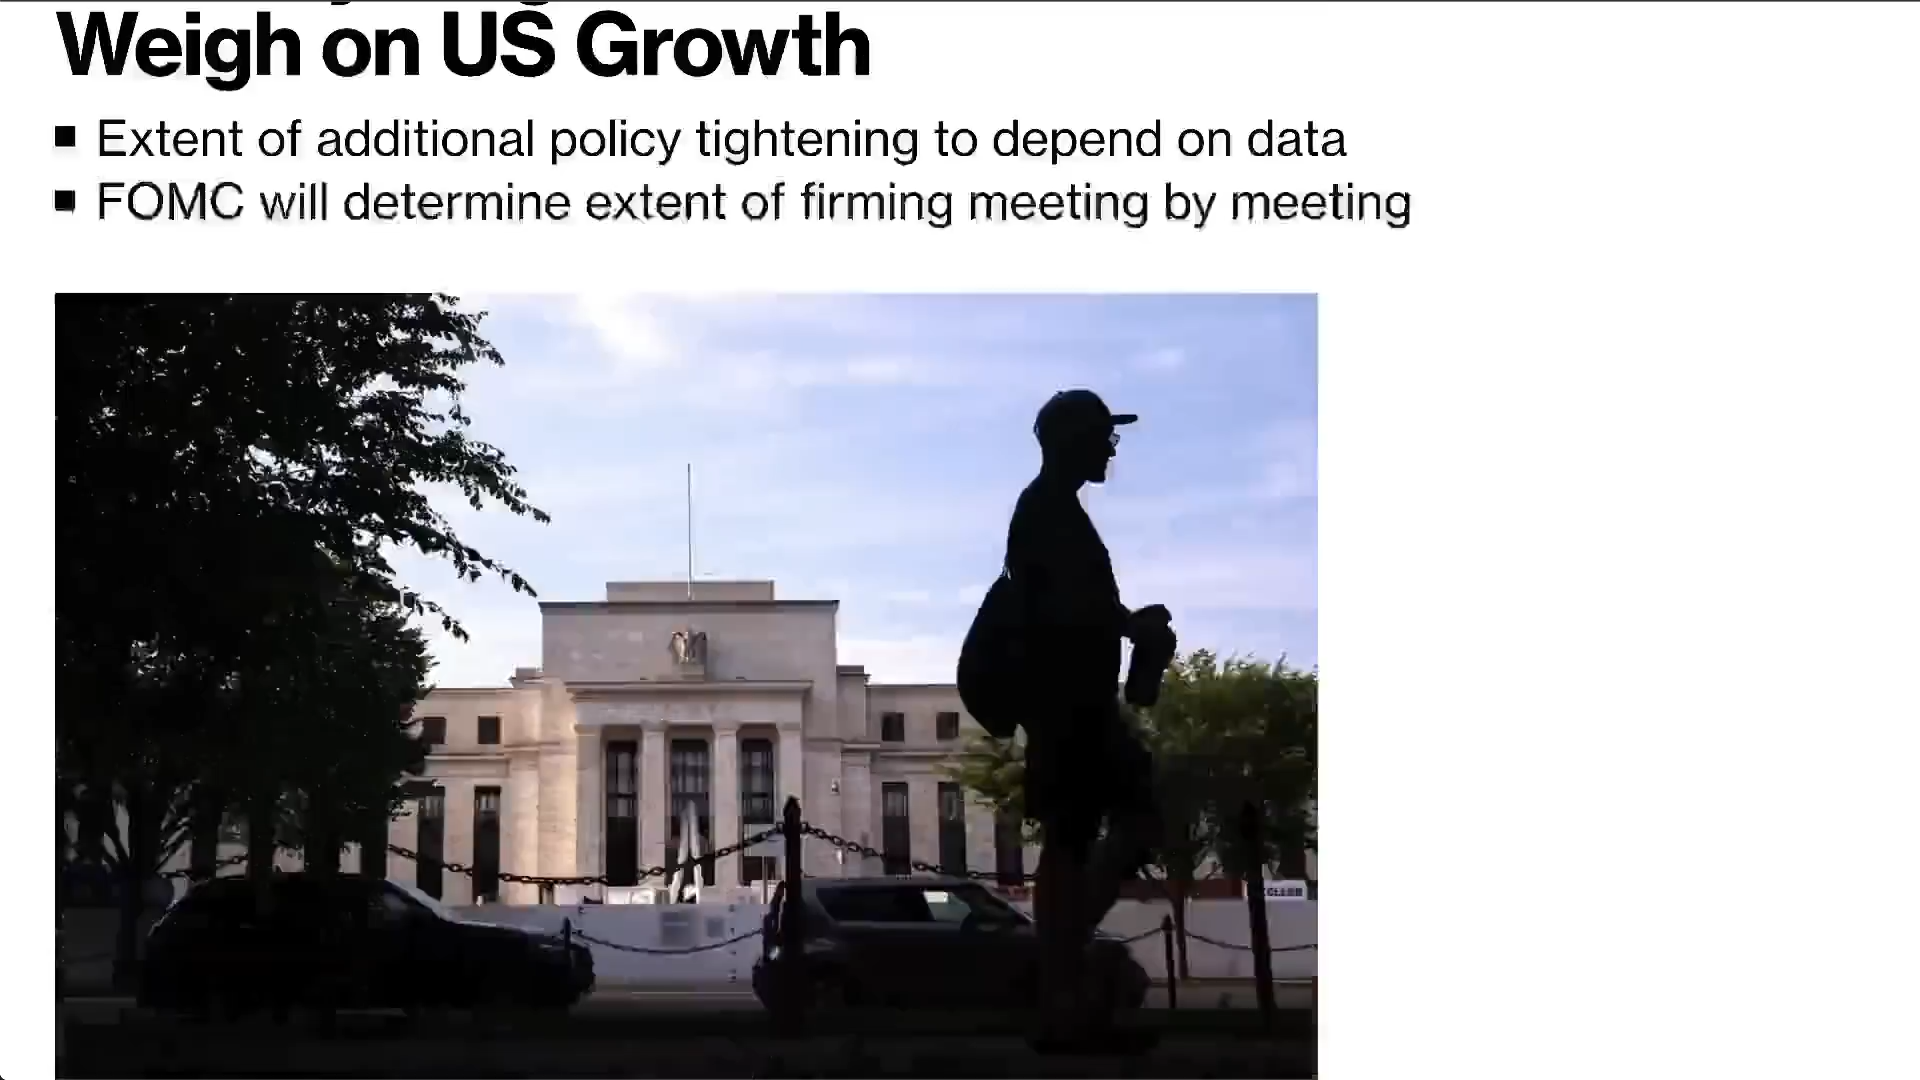 Weigh on US Growth
Extent of additional policy tightening to depend on data
FOMC will determine extent of firming meeting by meeting